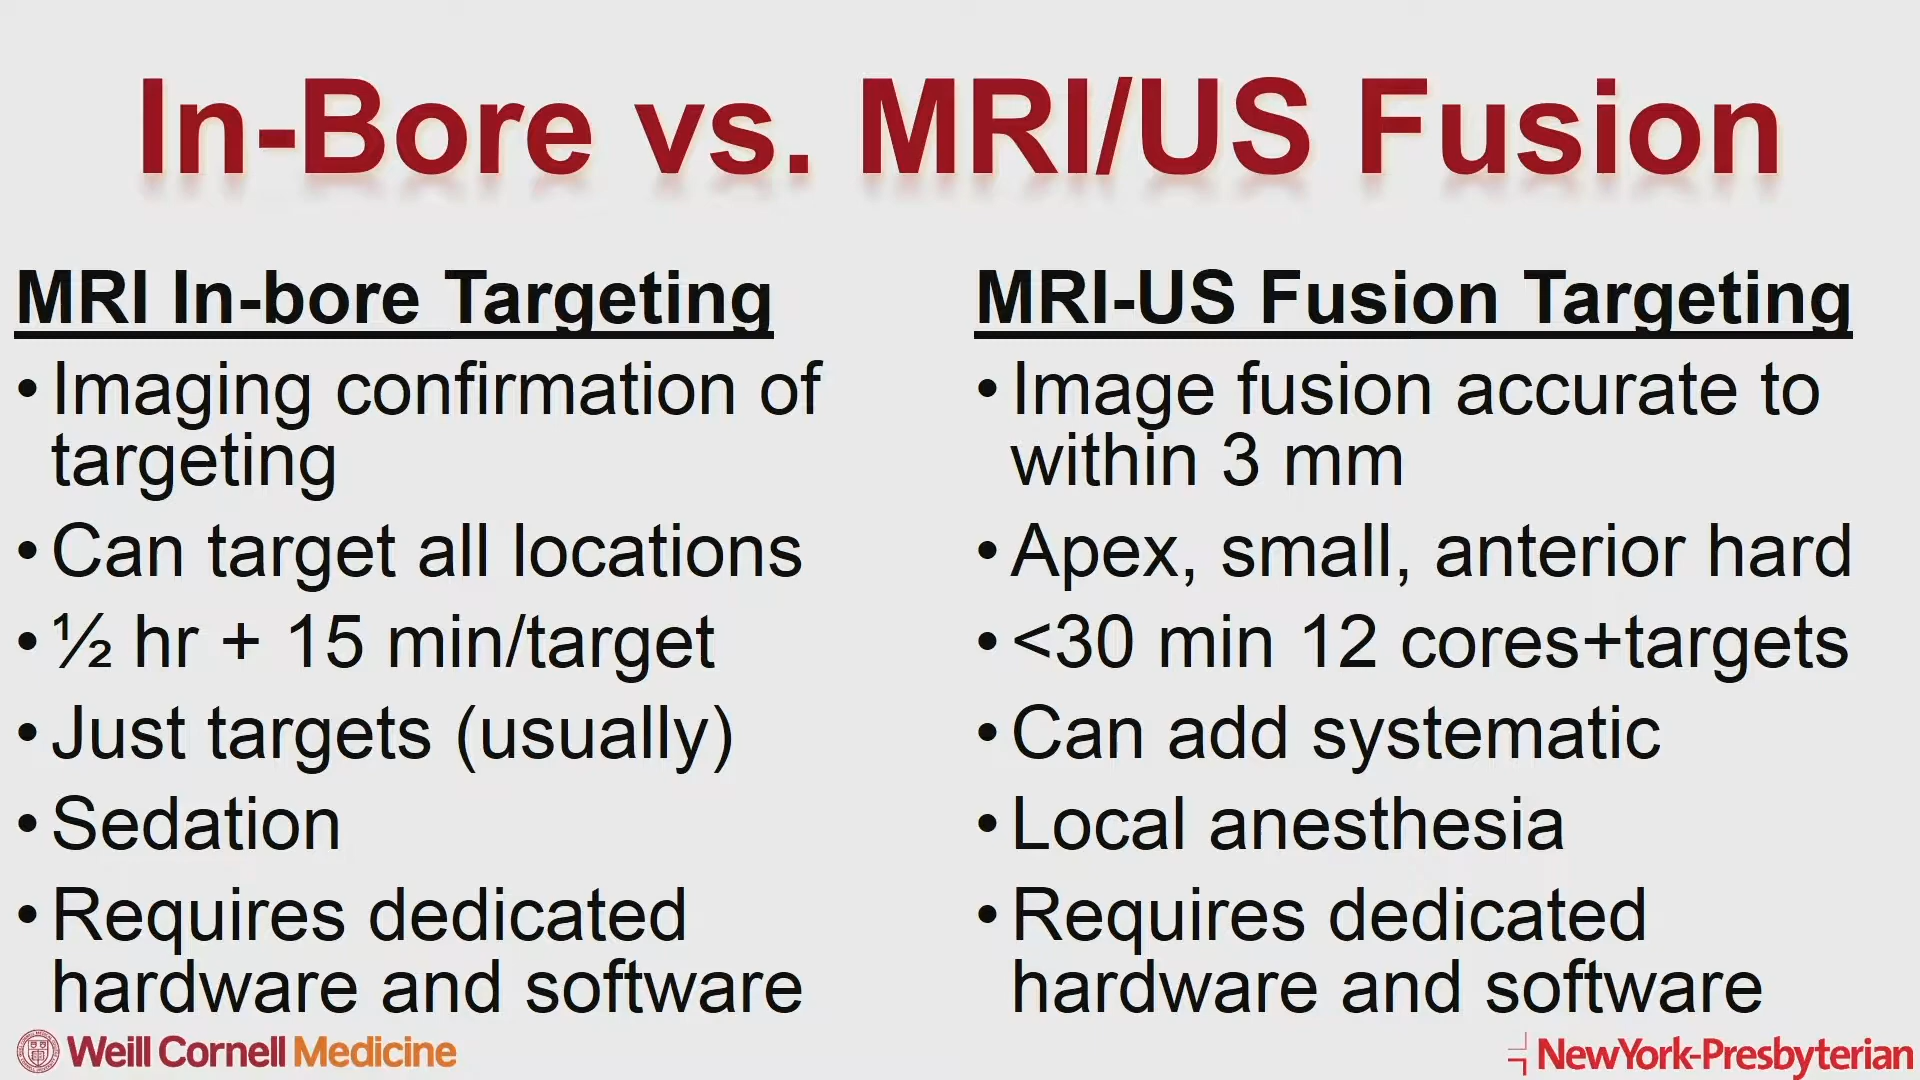 In-Bore vs. MRI/US Fusion
MRI In-bore Targeting
•Imaging confirmation of
targeting
•Can target all locations
•½ hr + 15 min/target
•Just targets (usually)
•Sedation
•Requires dedicated
hardware and software
MRI-US Fusion Targeting
•Image fusion accurate to
within 3 mm
•Apex, small, anterior hard
•<30 min 12 cores+targets
•Can add systematic
•Local anesthesia
•Requires dedicated
hardware and software
Weill Cornell Medicine
NewYork-Presbyterian